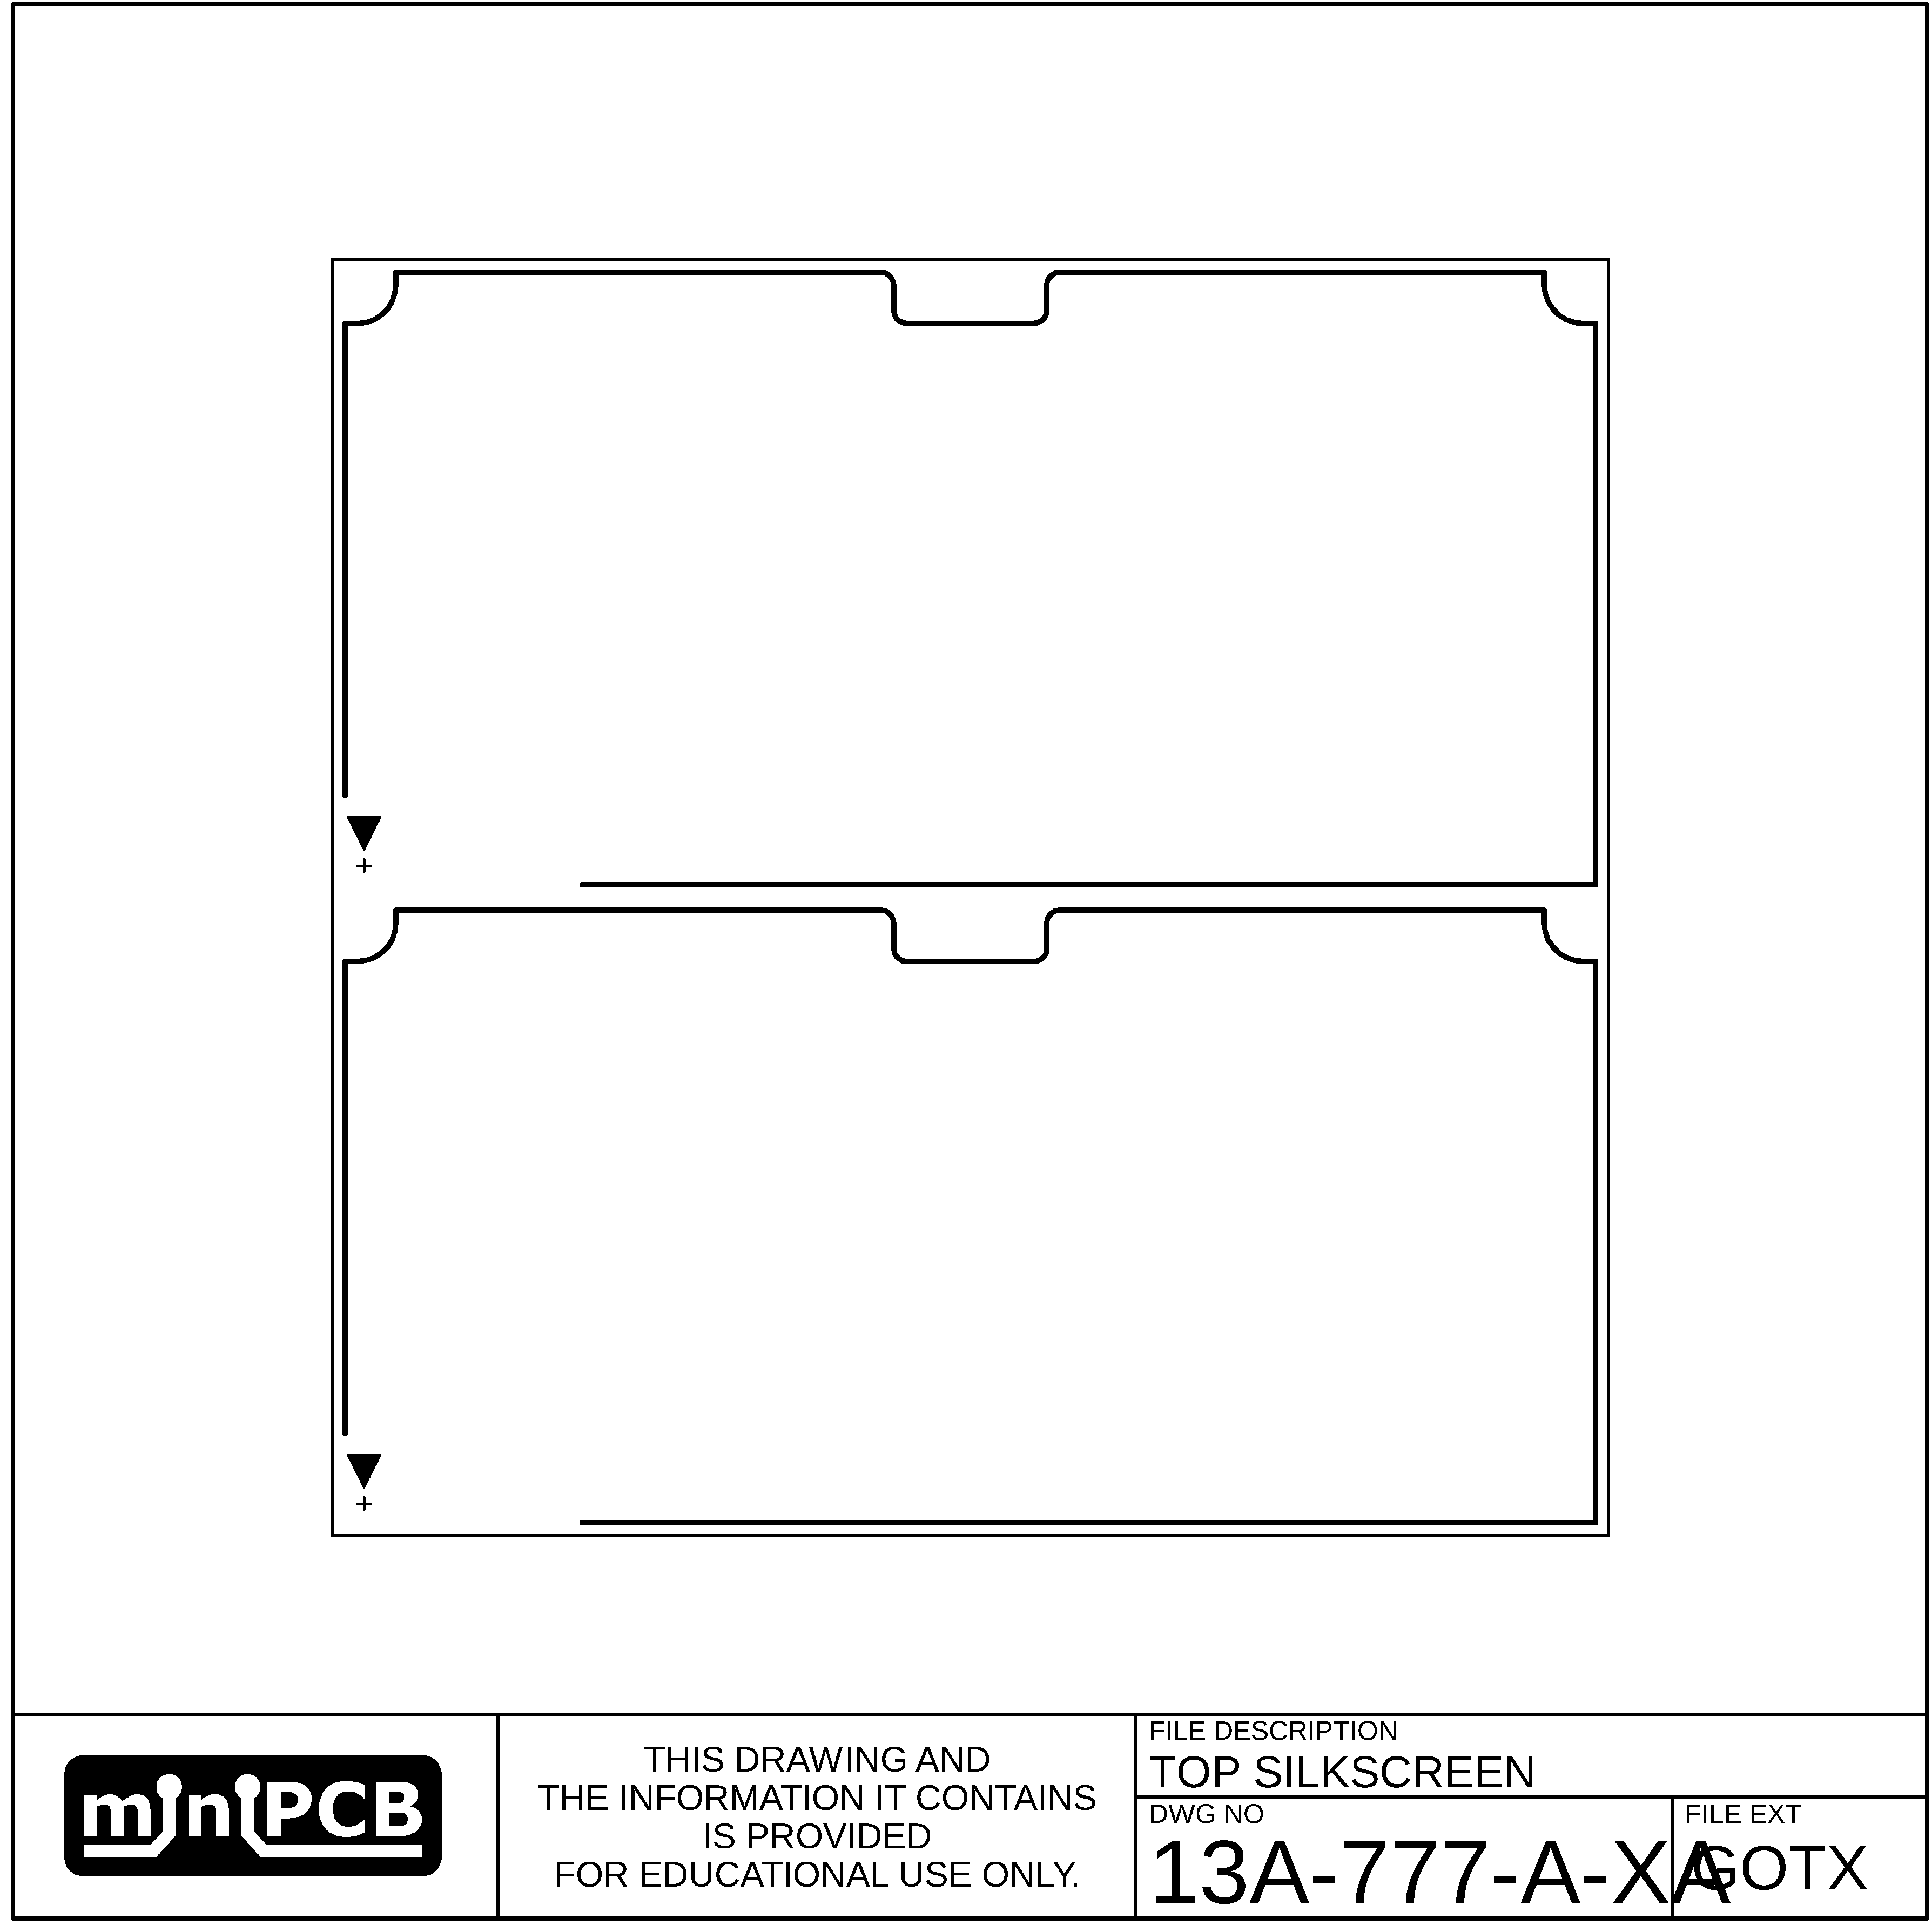 +
+
miniPCB
THIS DRAWING AND
THE INFORMATION IT CONTAINS
IS PROVIDED
FOR EDUCATIONAL USE ONLY.
FILE DESCRIPTION
TOP SILKSCREEN
DWG NO
13A-777-A-XA
FILE EXT
GOTX